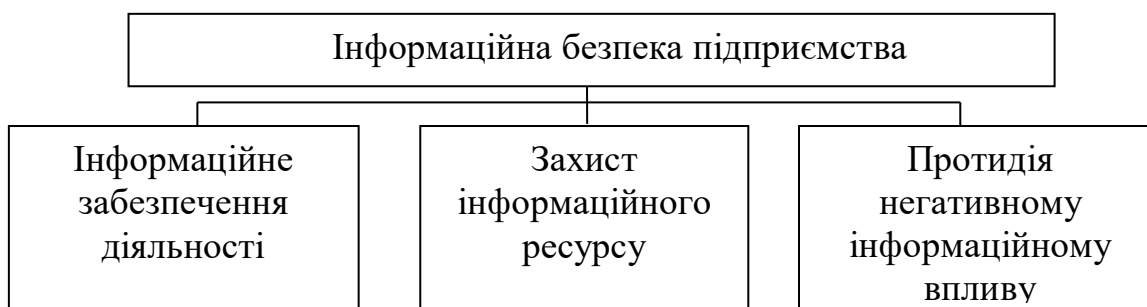 Інформаційна безпека підприємства
Інформаційне
забезпечення
діяльності
Захист
інформаційного
ресурсу
Протидія
негативному
інформаційному
впливу